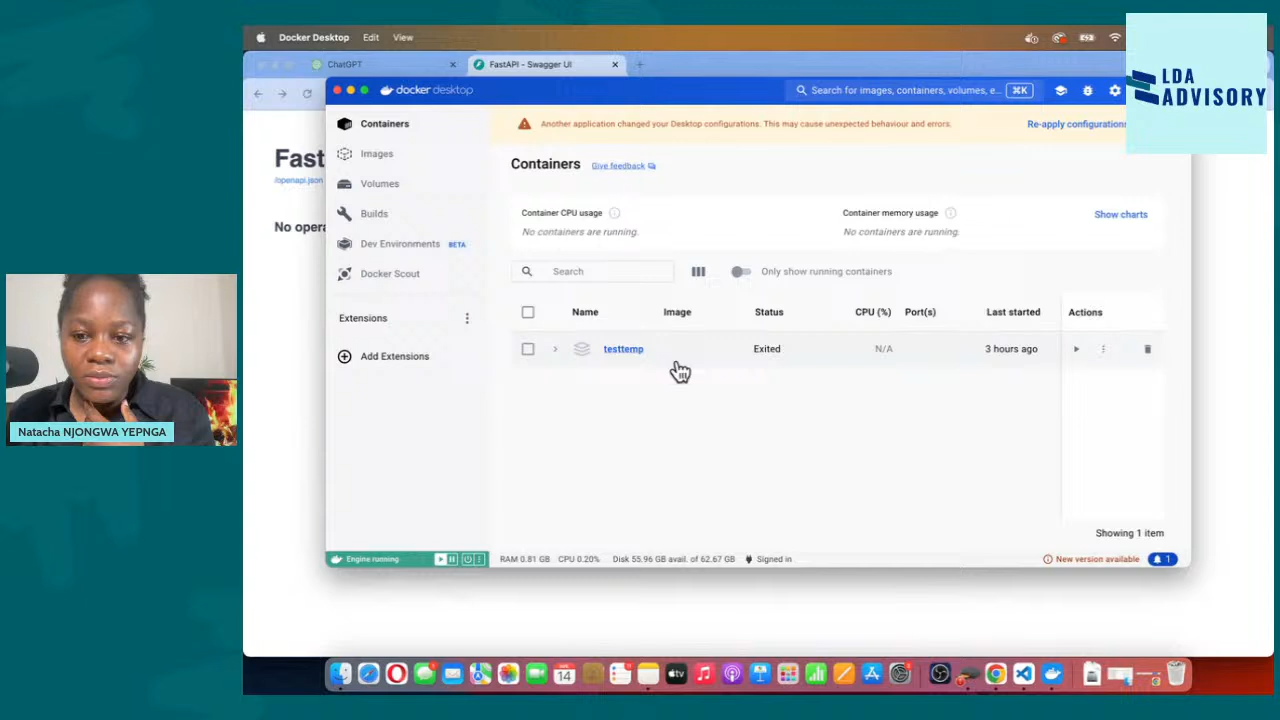 Docker Desktop Edit View
ChatGPT
FastAPI - Swagger UI
docker desktop
Search for images, containers, volumes, e... ⌘K
LDA
ADVISORY
Containers
Images
Volumes
Builds
Dev Environments BETA
Docker Scout
Extensions
Add Extensions
Another application changed your Desktop configurations. This may cause unexpected behaviour and errors.
Re-apply configurations
Containers Give feedback
Container CPU usage
No containers are running.
Container memory usage
No containers are running.
Show charts
Search
Only show running containers
Name Image Status CPU (%) Port(s) Last started Actions
testtemp Exited N/A 3 hours ago
Showing 1 item
Engine running
RAM 0.81 GB CPU 0.20% Disk 55.96 GB avail. of 62.67 GB Signed in
New version available 1
Fast
/openapi.json
No opera
Natacha NJONGWA YEPNGA
14